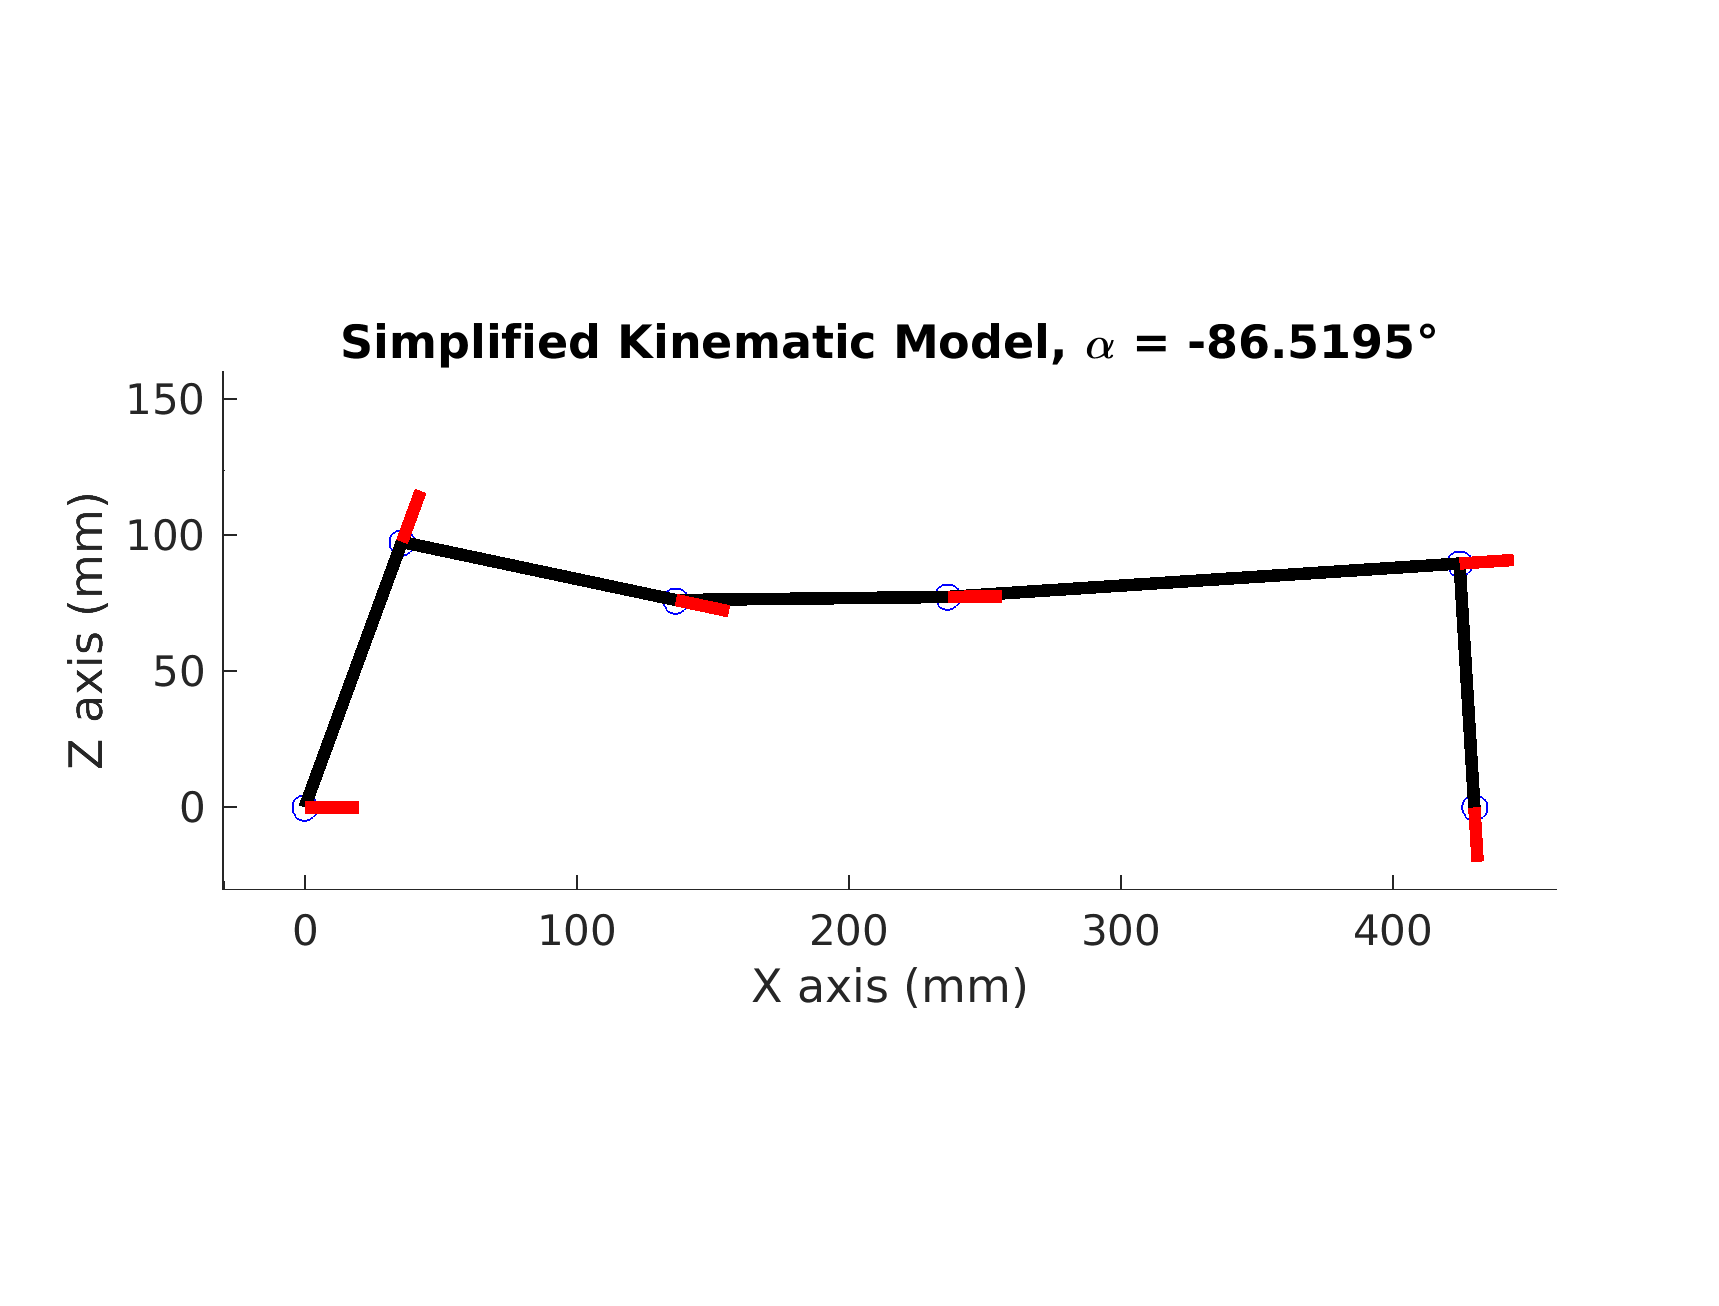 Simplified Kinematic Model, α = -86.5195°
150
100
50
0
Z axis (mm)
0 100 200 300 400
X axis (mm)